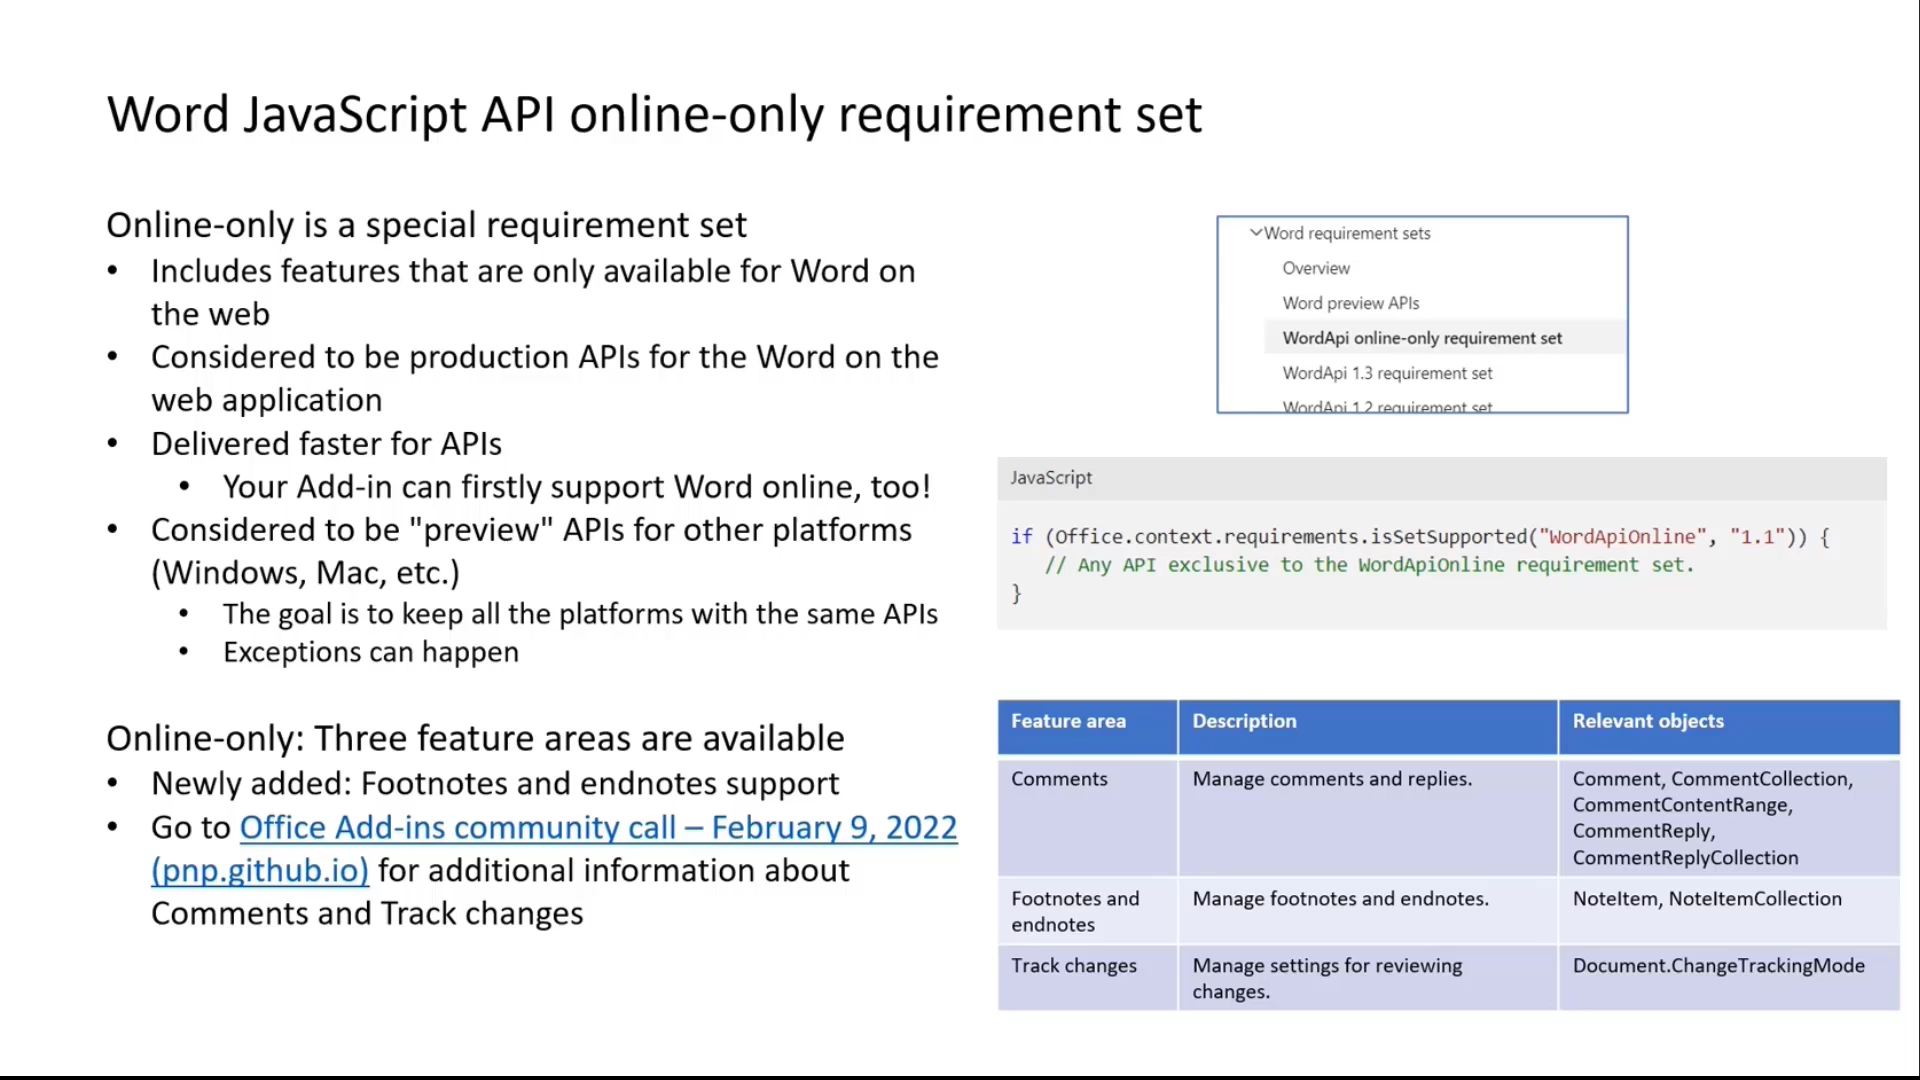 Word JavaScript API online-only requirement set
Online-only is a special requirement set
• Includes features that are only available for Word on
the web
• Considered to be production APIs for the Word on the
web application
• Delivered faster for APIs
• Your Add-in can firstly support Word online, too!
• Considered to be "preview" APIs for other platforms
(Windows, Mac, etc.)
• The goal is to keep all the platforms with the same APIs
• Exceptions can happen
Online-only: Three feature areas are available
• Newly added: Footnotes and endnotes support
• Go to Office Add-ins community call – February 9, 2022
(pnp.github.io) for additional information about
Comments and Track changes
Word requirement sets
Overview
Word preview APIs
WordApi online-only requirement set
WordApi 1.3 requirement set
WordApi 1.2 requirement set
JavaScript
if (Office.context.requirements.isSetSupported("WordApiOnline", "1.1")) {
// Any API exclusive to the WordApiOnline requirement set.
}
Feature area Description Relevant objects
Comments Manage comments and replies. Comment, CommentCollection,
CommentContentRange,
CommentReply,
CommentReplyCollection
Footnotes and Manage footnotes and endnotes. NoteItem, NoteItemCollection
endnotes
Track changes Manage settings for reviewing Document.ChangeTrackingMode
changes.